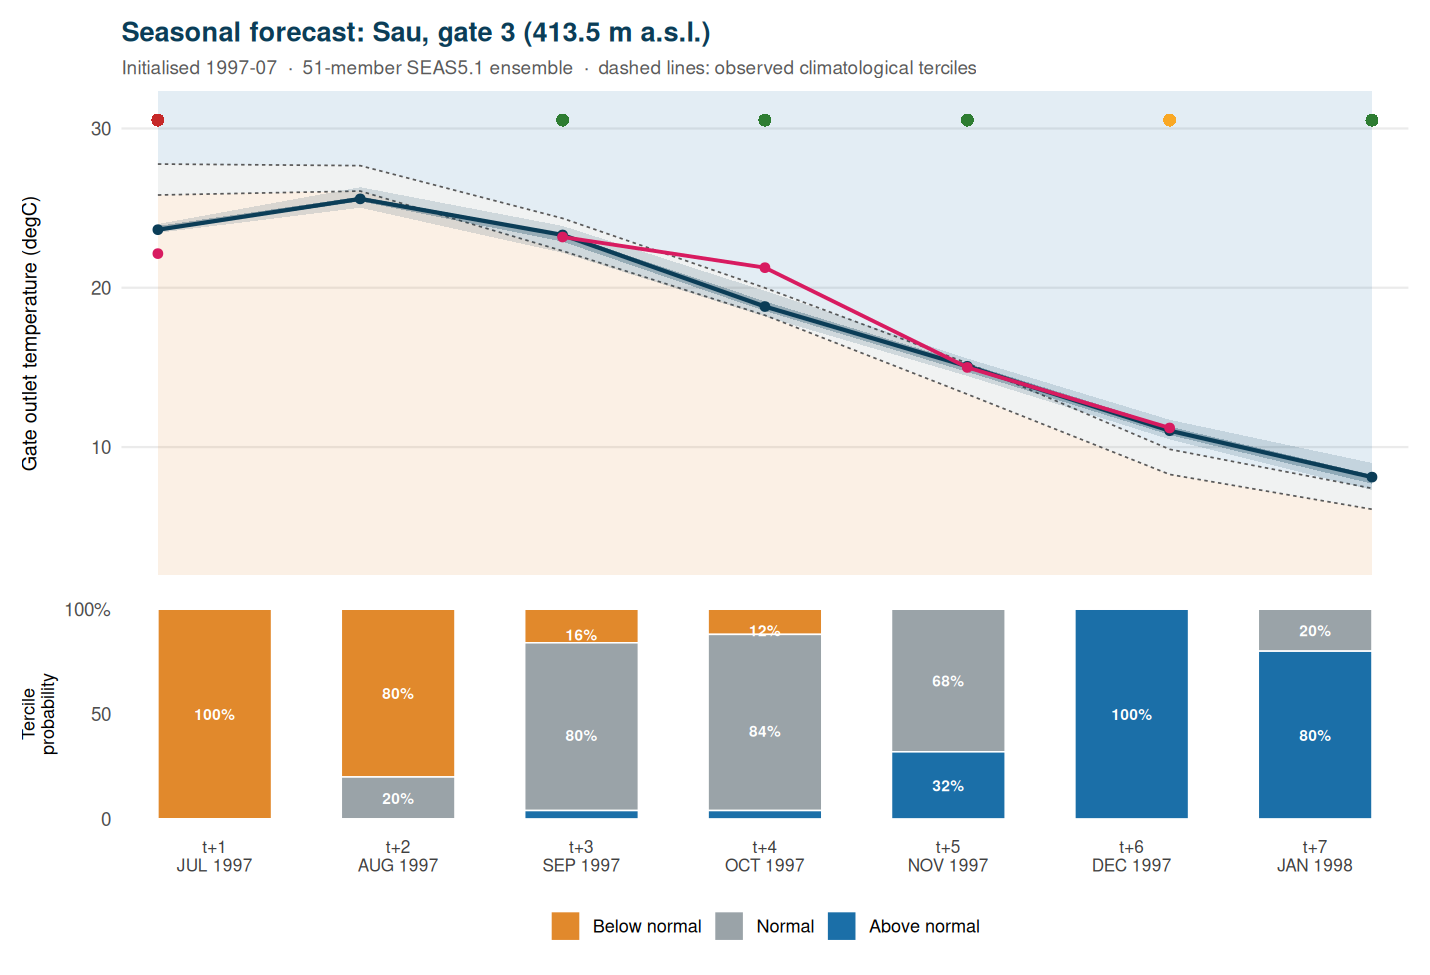 Seasonal forecast: Sau, gate 3 (413.5 m a.s.l.)
Initialised 1997-07 · 51-member SEAS5.1 ensemble · dashed lines: observed climatological terciles
Gate outlet temperature (degC)
30
20
10
Tercile
probability
100%
50
0
100%
80%
20%
16%
80%
12%
84%
68%
32%
100%
20%
80%
t+1
JUL 1997
t+2
AUG 1997
t+3
SEP 1997
t+4
OCT 1997
t+5
NOV 1997
t+6
DEC 1997
t+7
JAN 1998
Below normal
Normal
Above normal